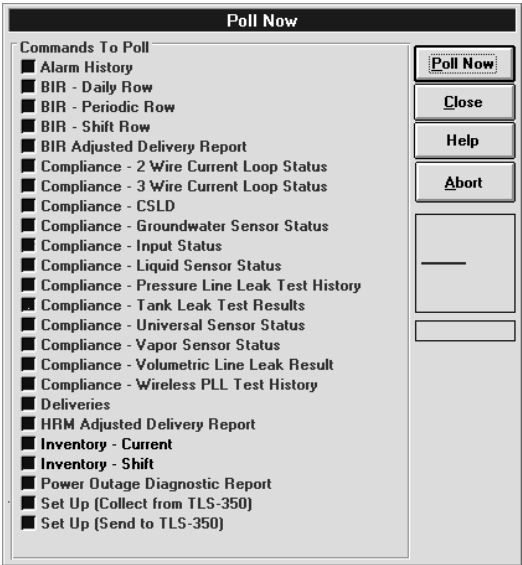 Poll Now
Commands To Poll
Alarm History
BIR - Daily Row
BIR - Periodic Row
BIR - Shift Row
BIR Adjusted Delivery Report
Compliance - 2 Wire Current Loop Status
Compliance - 3 Wire Current Loop Status
Compliance - CSLD
Compliance - Groundwater Sensor Status
Compliance - Input Status
Compliance - Liquid Sensor Status
Compliance - Pressure Line Leak Test History
Compliance - Tank Leak Test Results
Compliance - Universal Sensor Status
Compliance - Vapor Sensor Status
Compliance - Volumetric Line Leak Result
Compliance - Wireless PLL Test History
Deliveries
HRM Adjusted Delivery Report
Inventory - Current
Inventory - Shift
Power Outage Diagnostic Report
Set Up (Collect from TLS-350)
Set Up (Send to TLS-350)
Poll Now
Close
Help
Abort